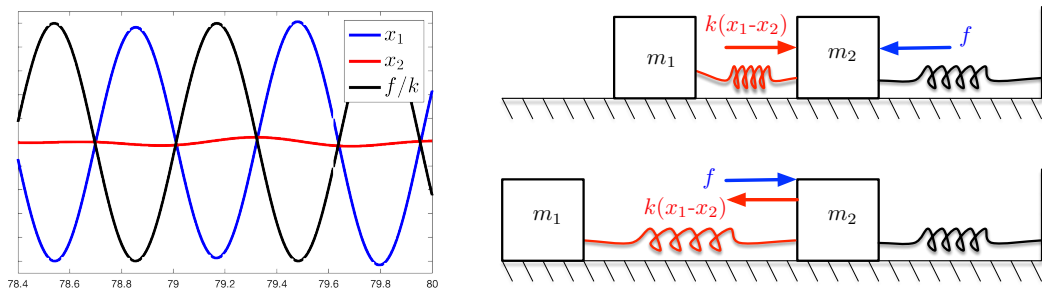 x₁
x₂
f/k
78.4 78.6 78.8 79 79.2 79.4 79.6 79.8 80
k(x₁-x₂)
f
m₁
m₂
f
k(x₁-x₂)
m₁
m₂